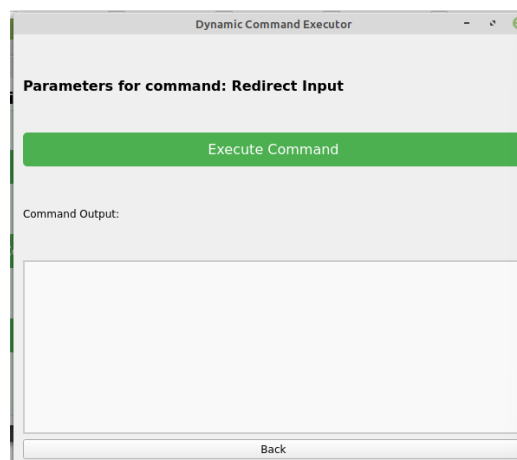 Dynamic Command Executor
Parameters for command: Redirect Input
Execute Command
Command Output:
Back